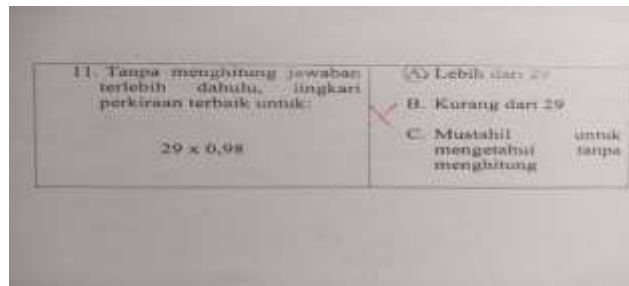 11. Tanpa menghitung jawaban
terlebih dahulu, lingkari
perkiraan terbaik untuk:
29 x 0,98
A. Lebih dari 29
B. Kurang dari 29
C. Mustahil untuk
mengetahui tanpa
menghitung